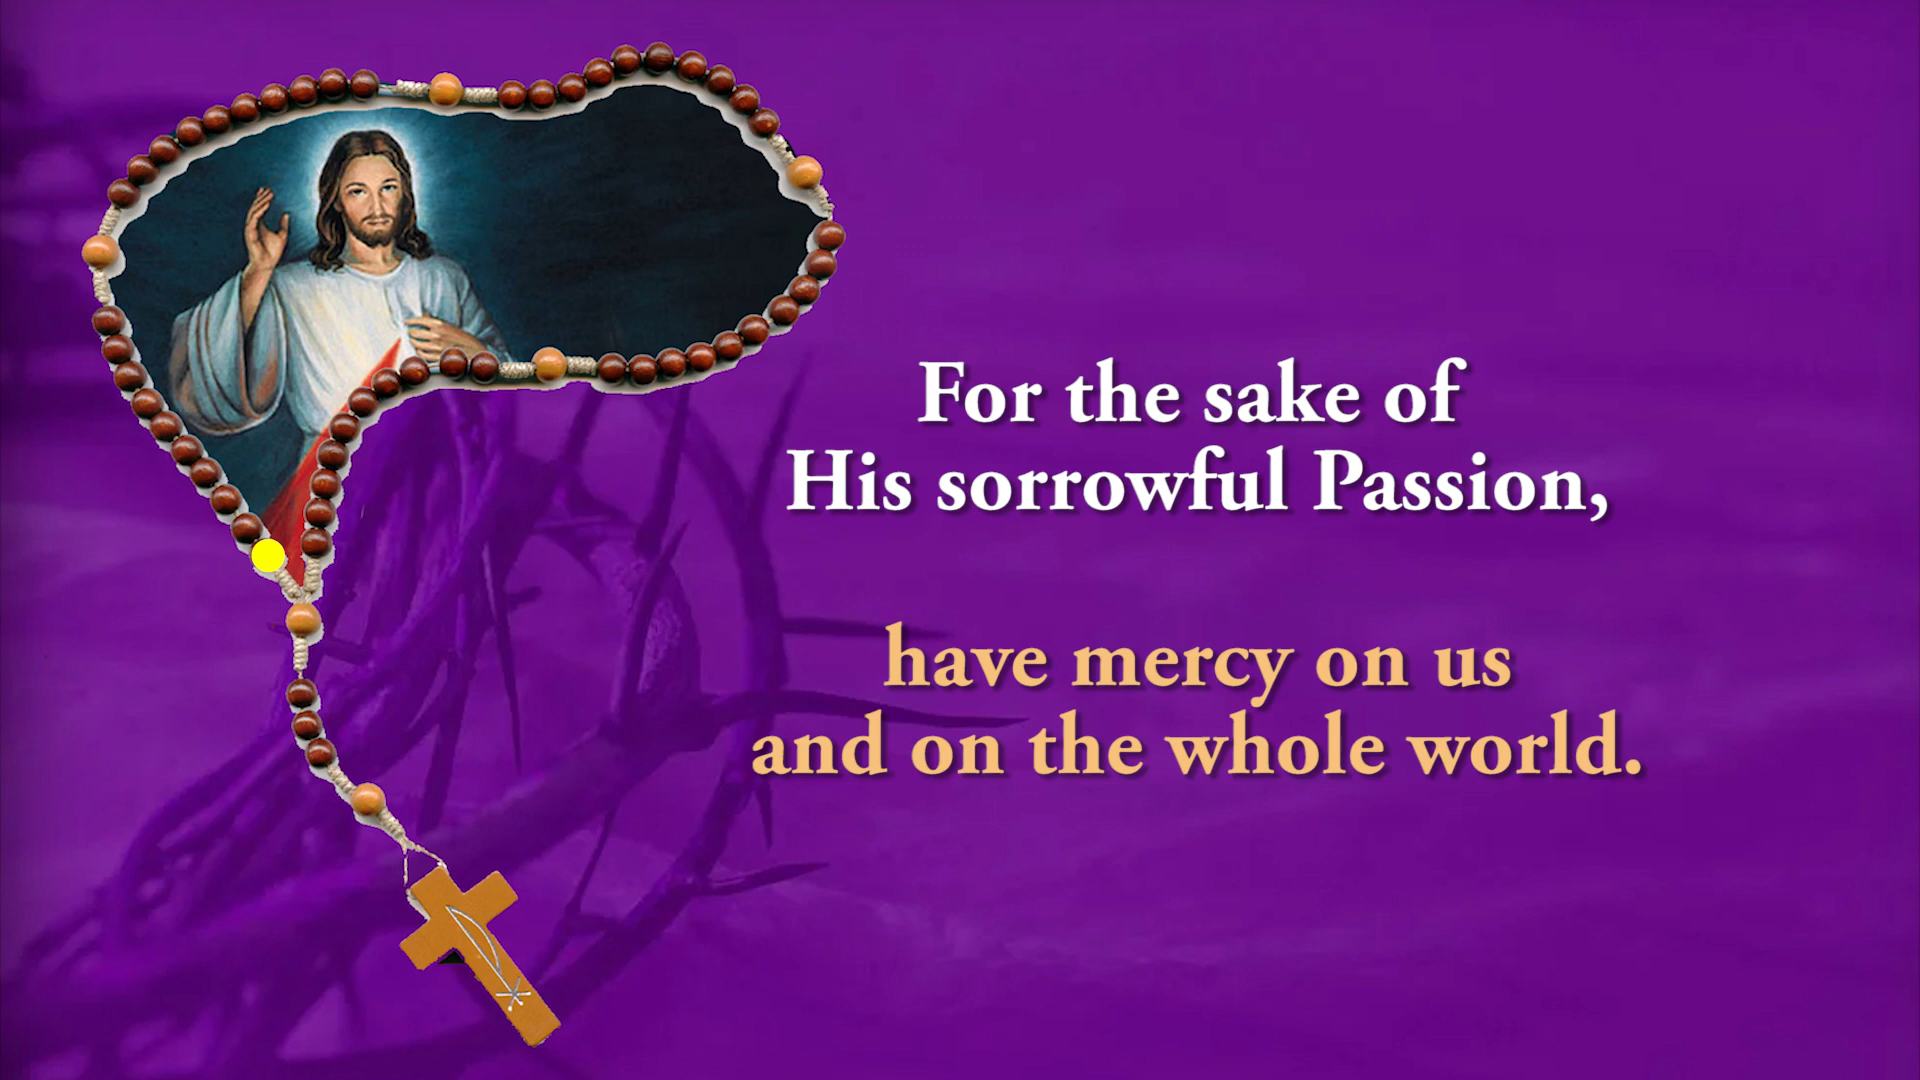 For the sake of
His sorrowful Passion,
have mercy on us
and on the whole world.